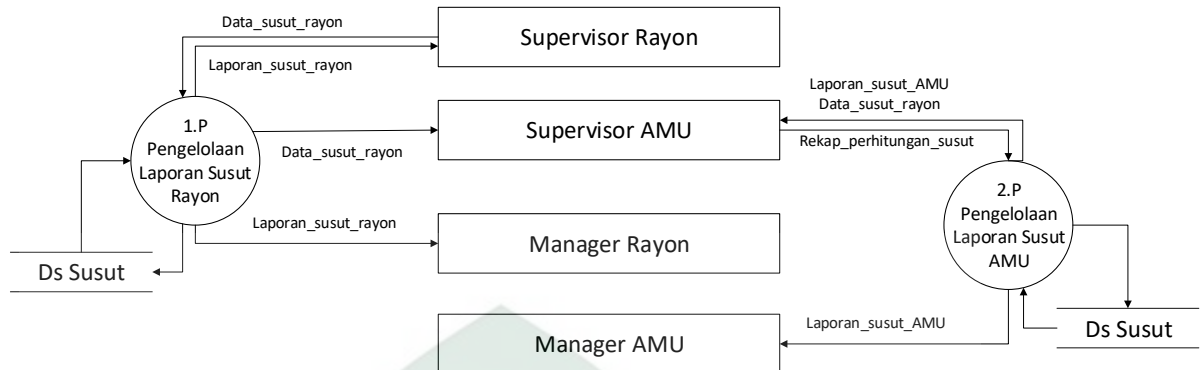 Data_susut_rayon
Supervisor Rayon
Laporan_susut_rayon
Laporan_susut_AMU
Data_susut_rayon
1.P
Pengelolaan
Laporan Susut
Rayon
Supervisor AMU
Data_susut_rayon
Rekap_perhitungan_susut
2.P
Pengelolaan
Laporan Susut
AMU
Laporan_susut_rayon
Manager Rayon
Ds Susut
Manager AMU
Laporan_susut_AMU
Ds Susut